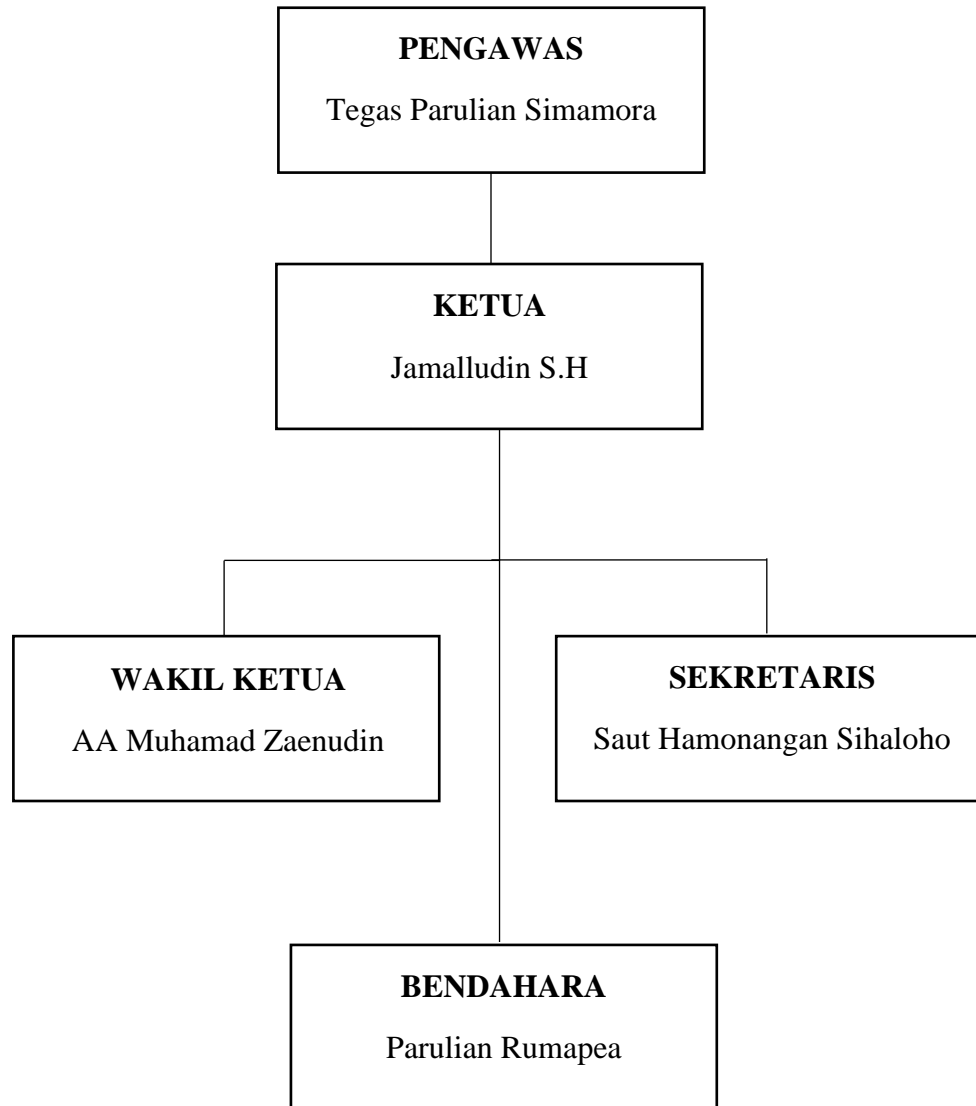 PENGAWAS
Tegas Parulian Simamora
KETUA
Jamalludin S.H
WAKIL KETUA
AA Muhamad Zaenudin
SEKRETARIS
Saut Hamonangan Sihaloho
BENDAHARA
Parulian Rumapea